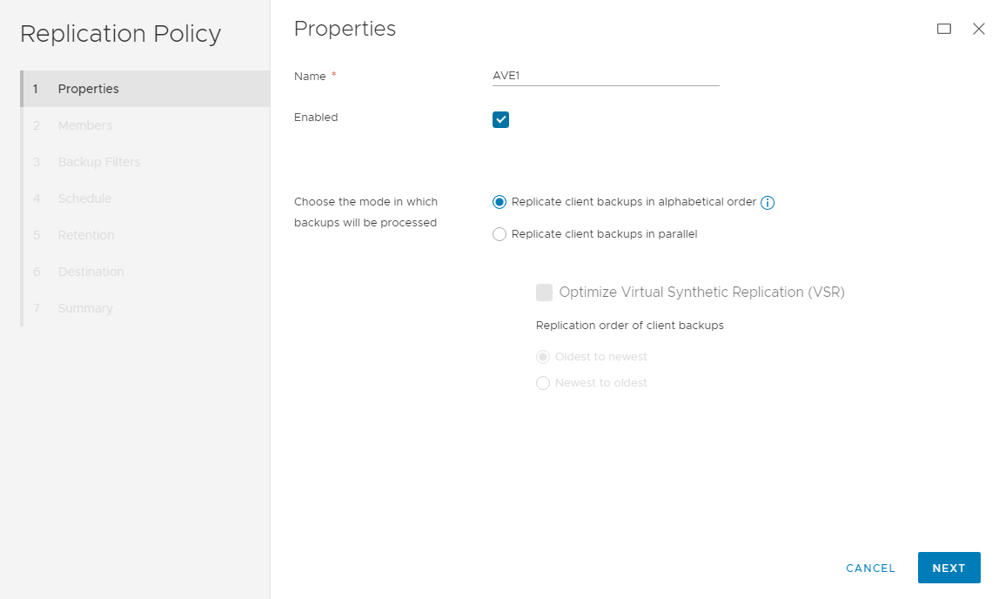 Replication Policy
1 Properties
2 Members
3 Backup Filters
4 Schedule
5 Retention
6 Destination
7 Summary
Properties
Name *
AVE1
Enabled
Choose the mode in which
backups will be processed
Replicate client backups in alphabetical order
Replicate client backups in parallel
Optimize Virtual Synthetic Replication (VSR)
Replication order of client backups
Oldest to newest
Newest to oldest
CANCEL
NEXT